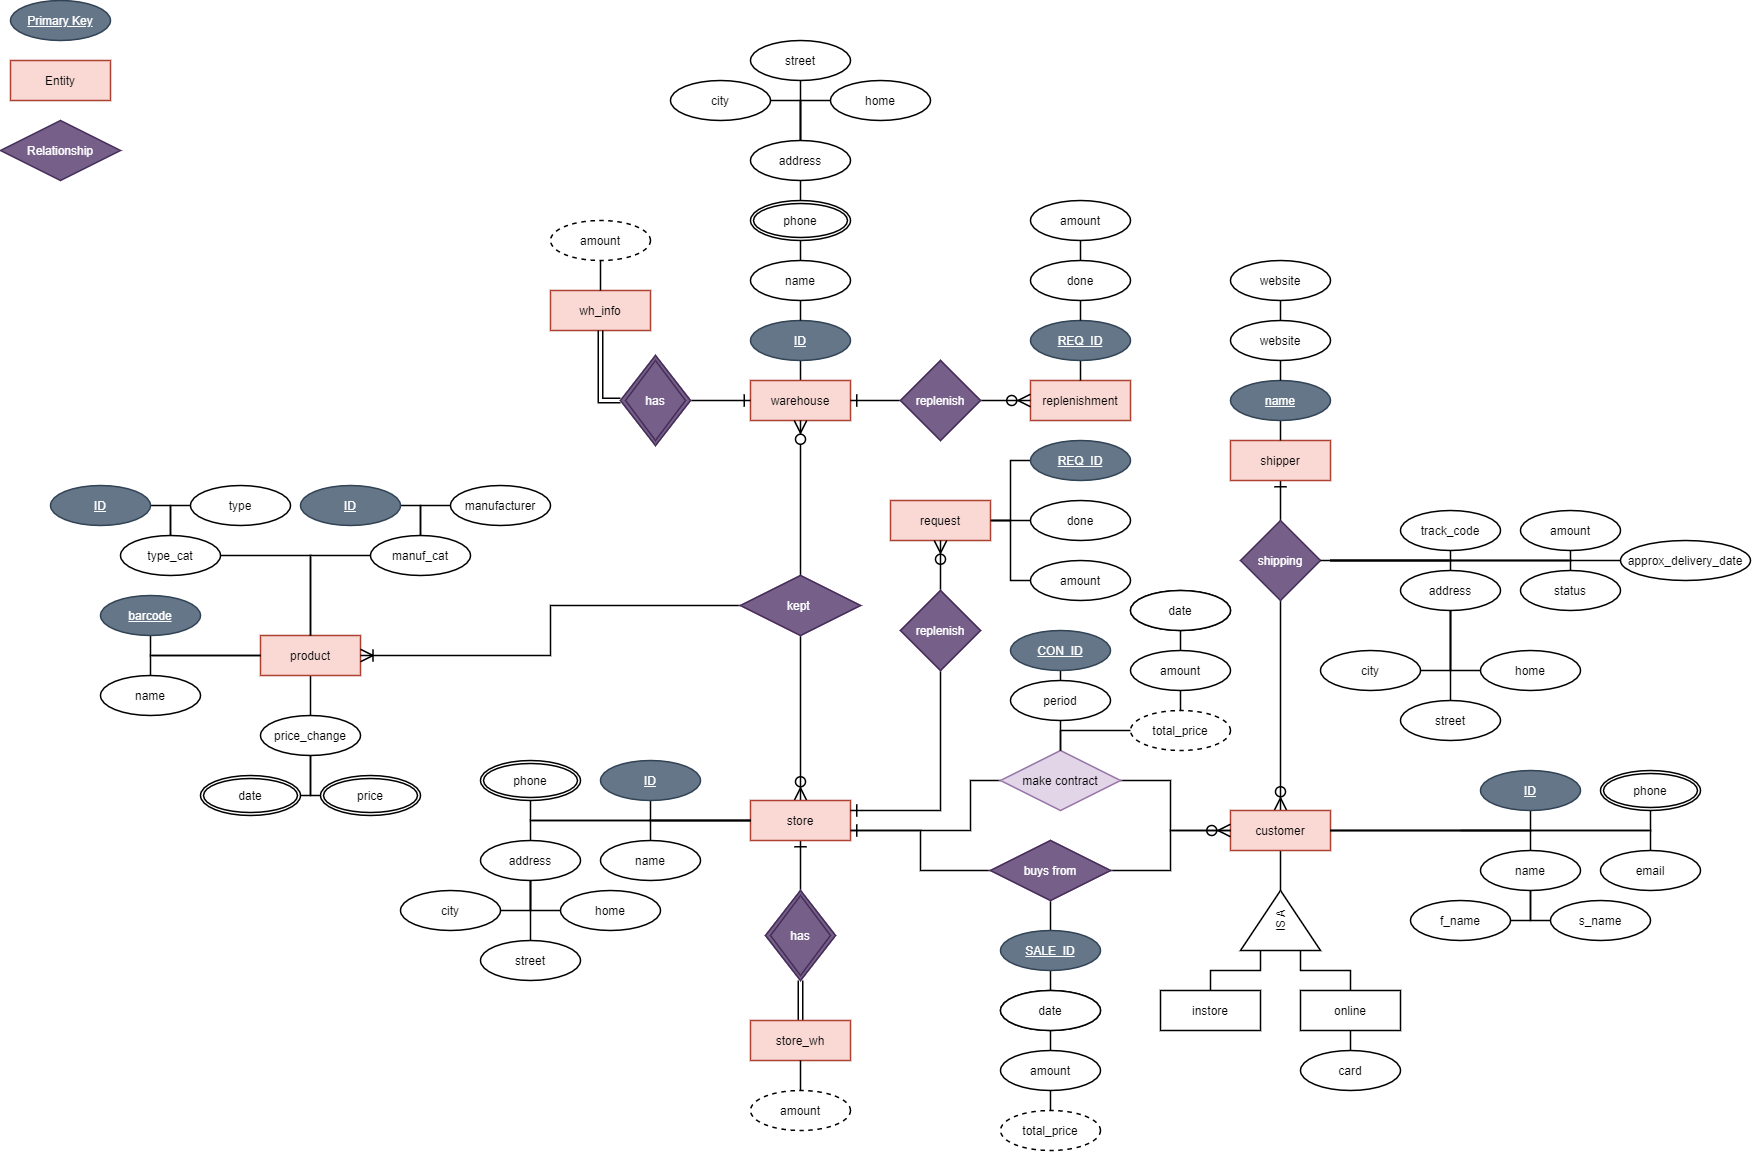 Primary Key
Entity
Relationship
street
city
home
address
phone
name
ID
warehouse
amount
wh_info
has
replenish
amount
done
REQ_ID
replenishment
website
website
name
shipper
REQ_ID
request
done
amount
shipping
track_code
amount
approx_delivery_date
address
status
city
home
street
ID
type
ID
manufacturer
type_cat
manuf_cat
barcode
product
name
price_change
date
price
kept
replenish
date
CON_ID
amount
period
total_price
make contract
phone
ID
store
address
name
city
home
street
buys from
customer
ID
phone
name
email
f_name
s_name
IS A
has
SALE_ID
instore
online
date
store_wh
amount
card
amount
total_price